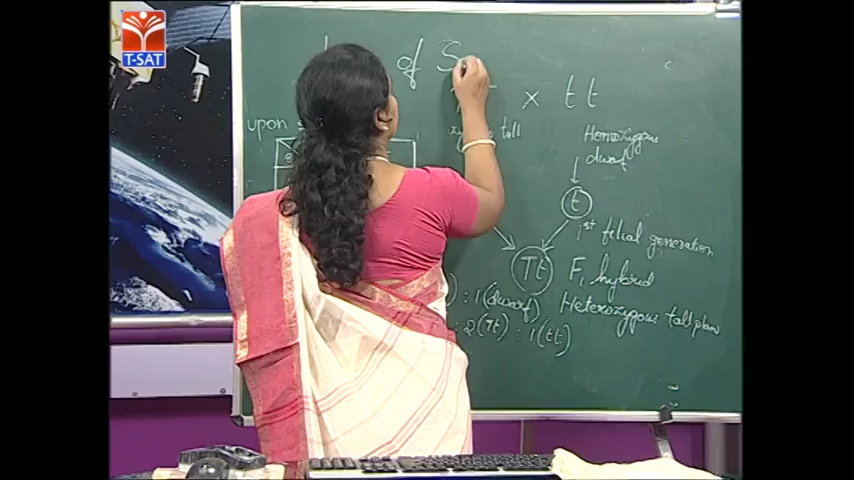 T-SAT
of S
x tt
tall
Homozygous
dwarf
upon
t
1st filial generation
Tt F1 hybrid
: 1 (dwarf) Heterozygous tall plan
: 2(Tt) : 1 (tt)